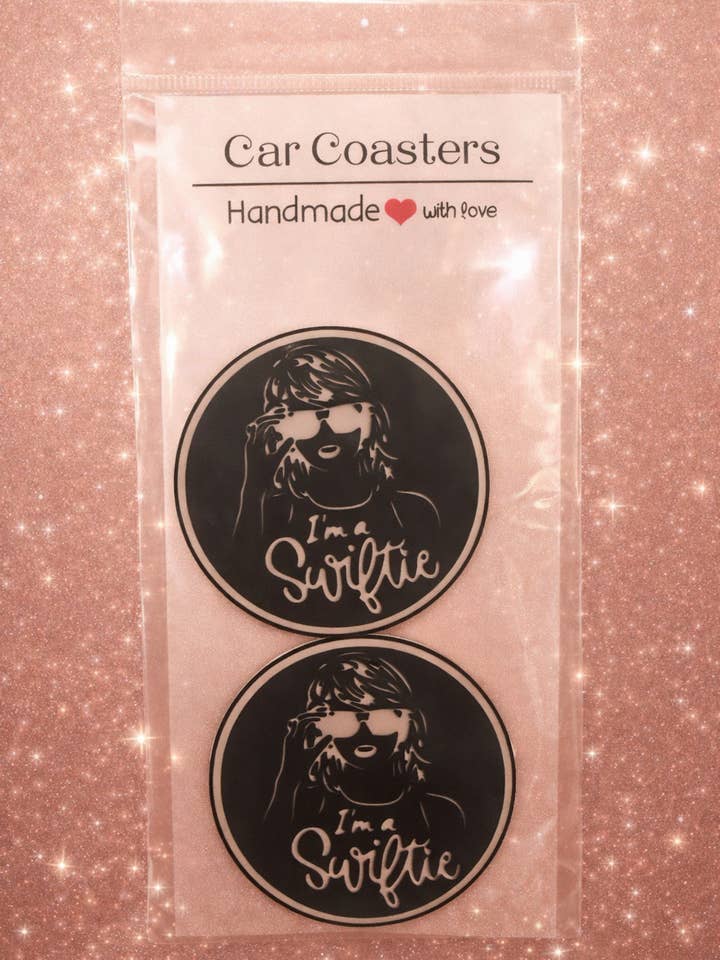 Car Coasters
Handmade ❤ with love
I'm a
Swiftie
I'm a
Swiftie